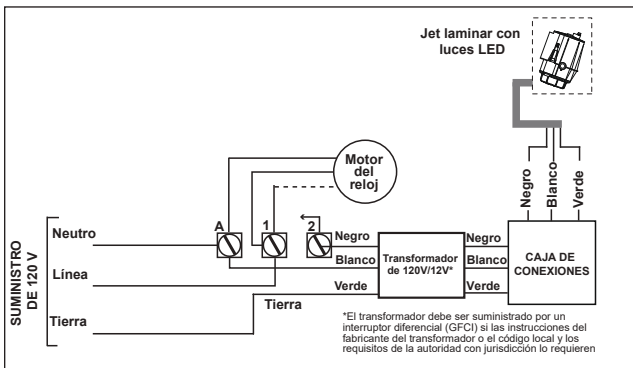 Jet laminar con
luces LED
Motor
del
reloj
Negro
Blanco
Verde
A
1
2
SUMINISTRO
DE 120 V
Neutro
Línea
Tierra
Negro
Blanco
Verde
Tierra
Transformador
de 120V/12V*
Negro
Blanco
Verde
CAJA DE
CONEXIONES
*El transformador debe ser suministrado por un
interruptor diferencial (GFCI) si las instrucciones del
fabricante del transformador o el código local y los
requisitos de la autoridad con jurisdicción lo requieren